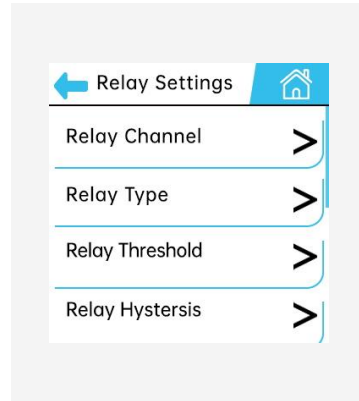 Relay Settings
Relay Channel
Relay Type
Relay Threshold
Relay Hystersis